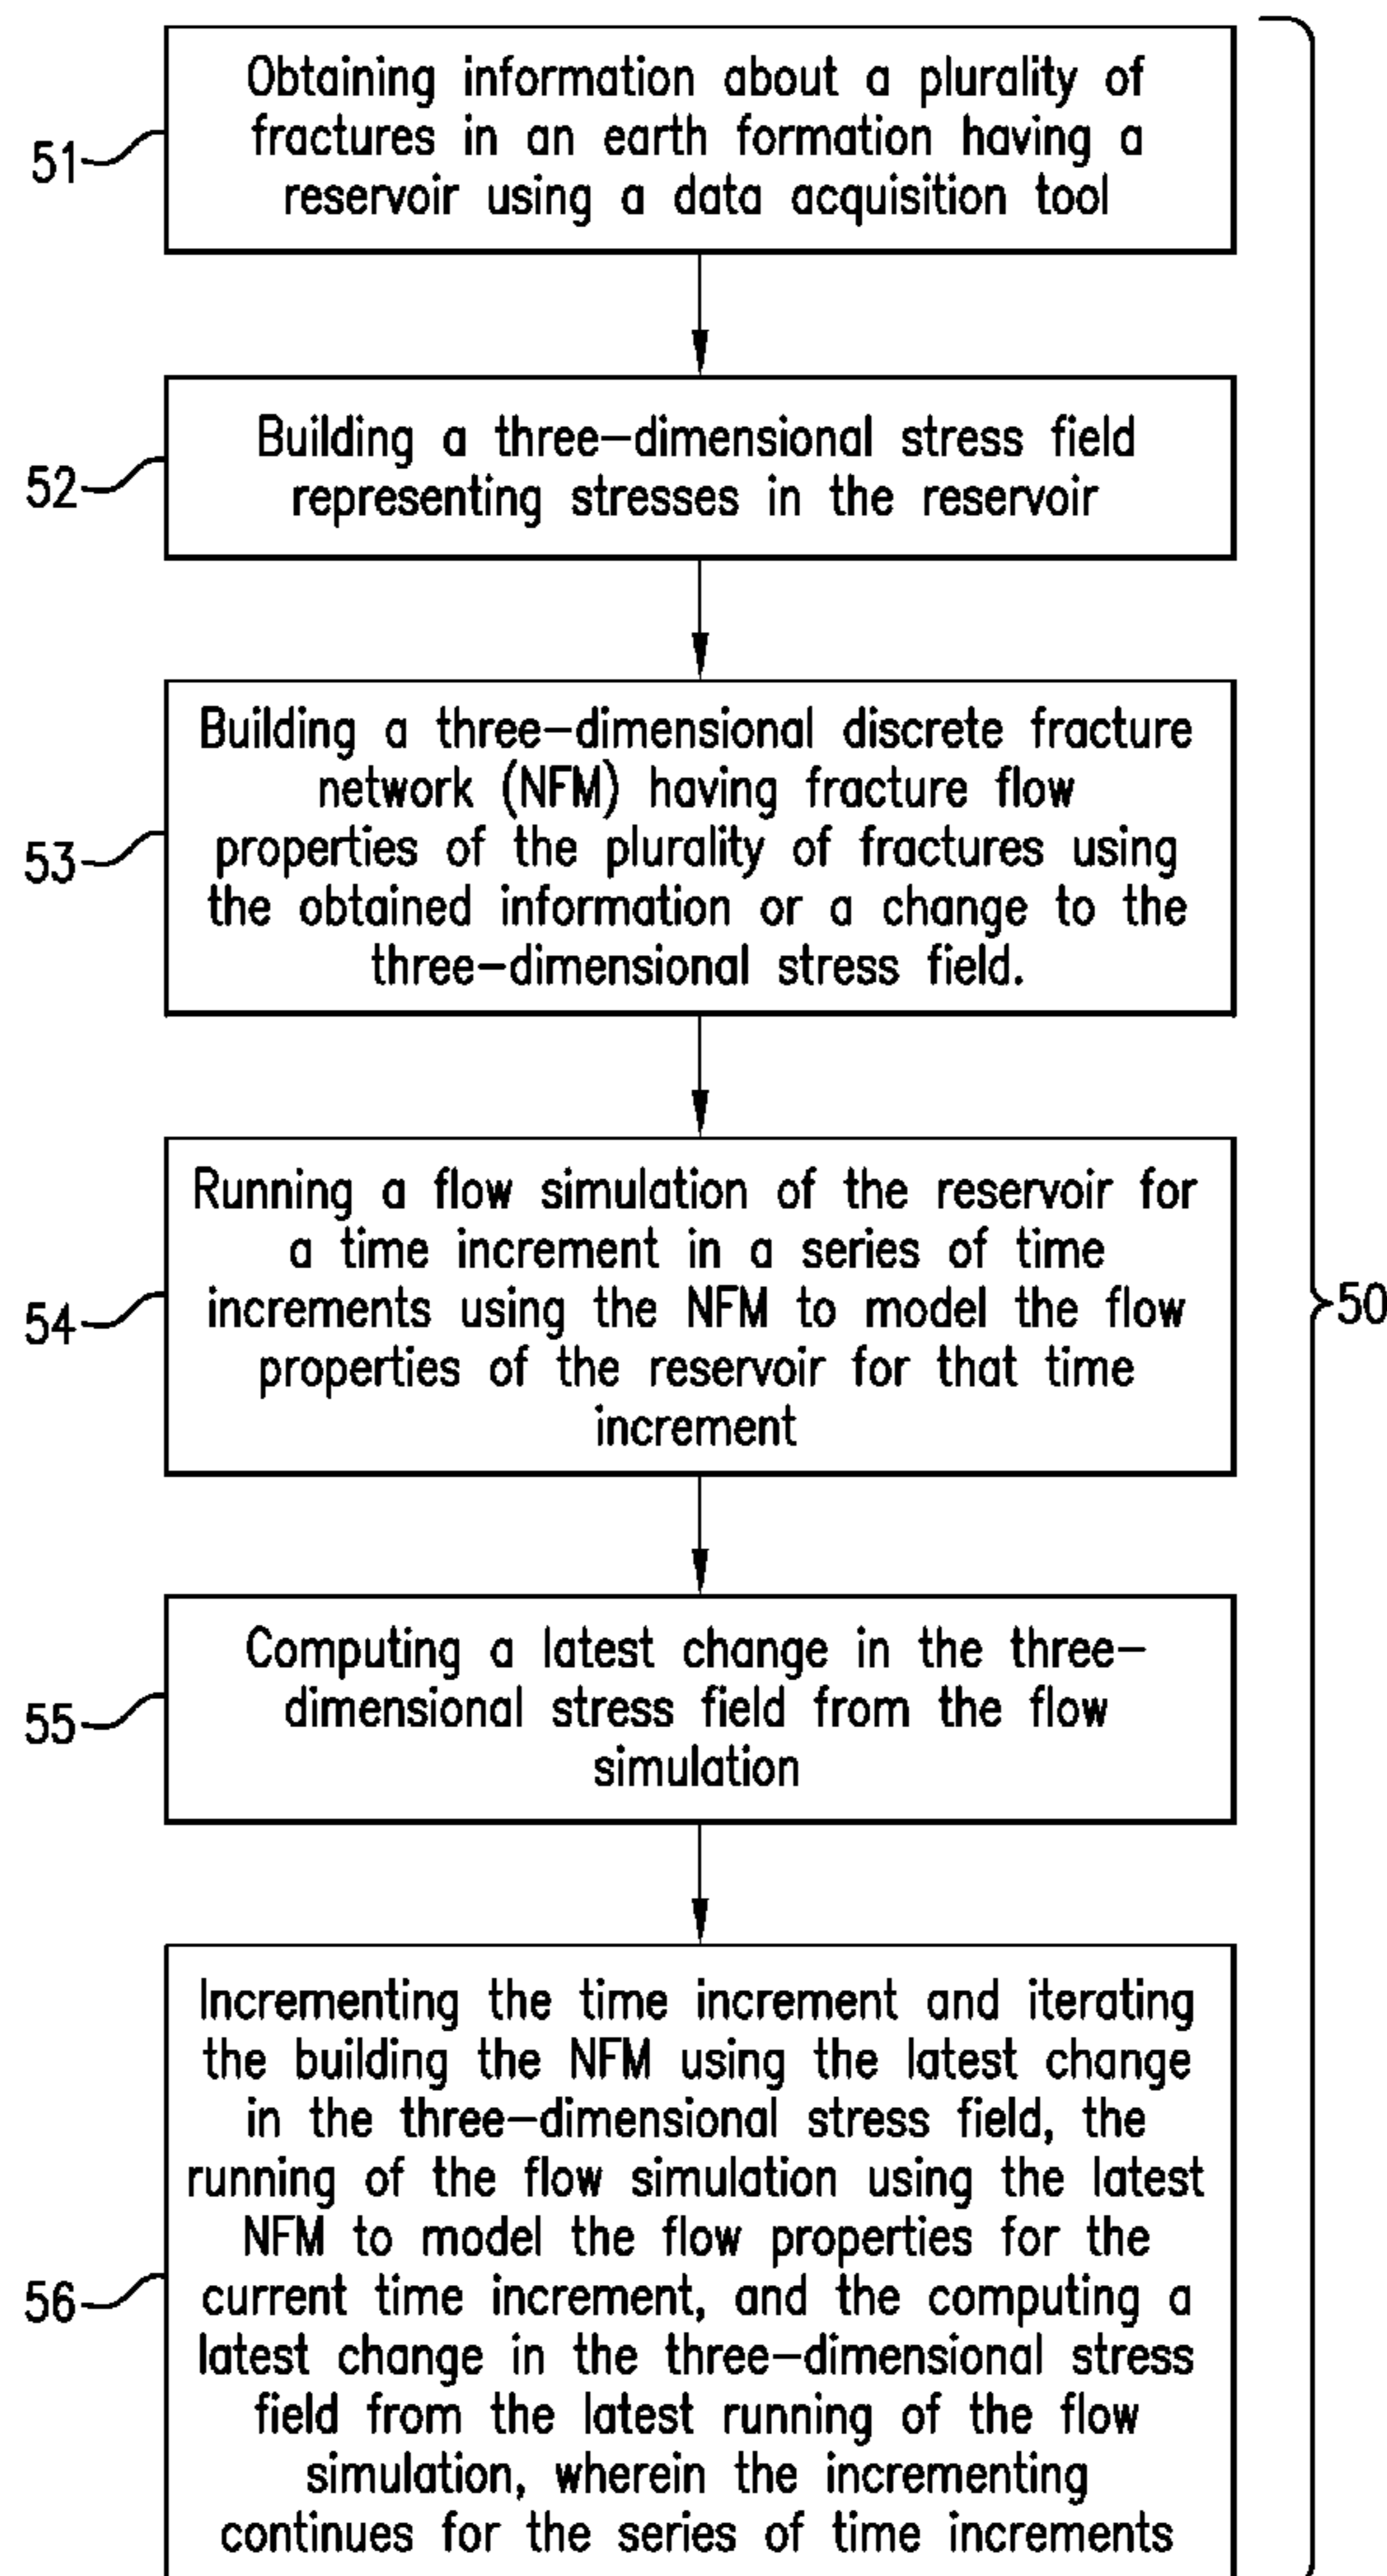 Obtaining information about a plurality of
fractures in an earth formation having a
reservoir using a data acquisition tool
51
Building a three-dimensional stress field
representing stresses in the reservoir
52
Building a three-dimensional discrete fracture
network (NFM) having fracture flow
properties of the plurality of fractures using
the obtained information or a change to the
three-dimensional stress field.
53
Running a flow simulation of the reservoir for
a time increment in a series of time
increments using the NFM to model the flow
properties of the reservoir for that time
increment
54
50
Computing a latest change in the three-
dimensional stress field from the flow
simulation
55
Incrementing the time increment and iterating
the building the NFM using the latest change
in the three-dimensional stress field, the
running of the flow simulation using the latest
NFM to model the flow properties for the
current time increment, and the computing a
latest change in the three-dimensional stress
field from the latest running of the flow
simulation, wherein the incrementing
continues for the series of time increments
56